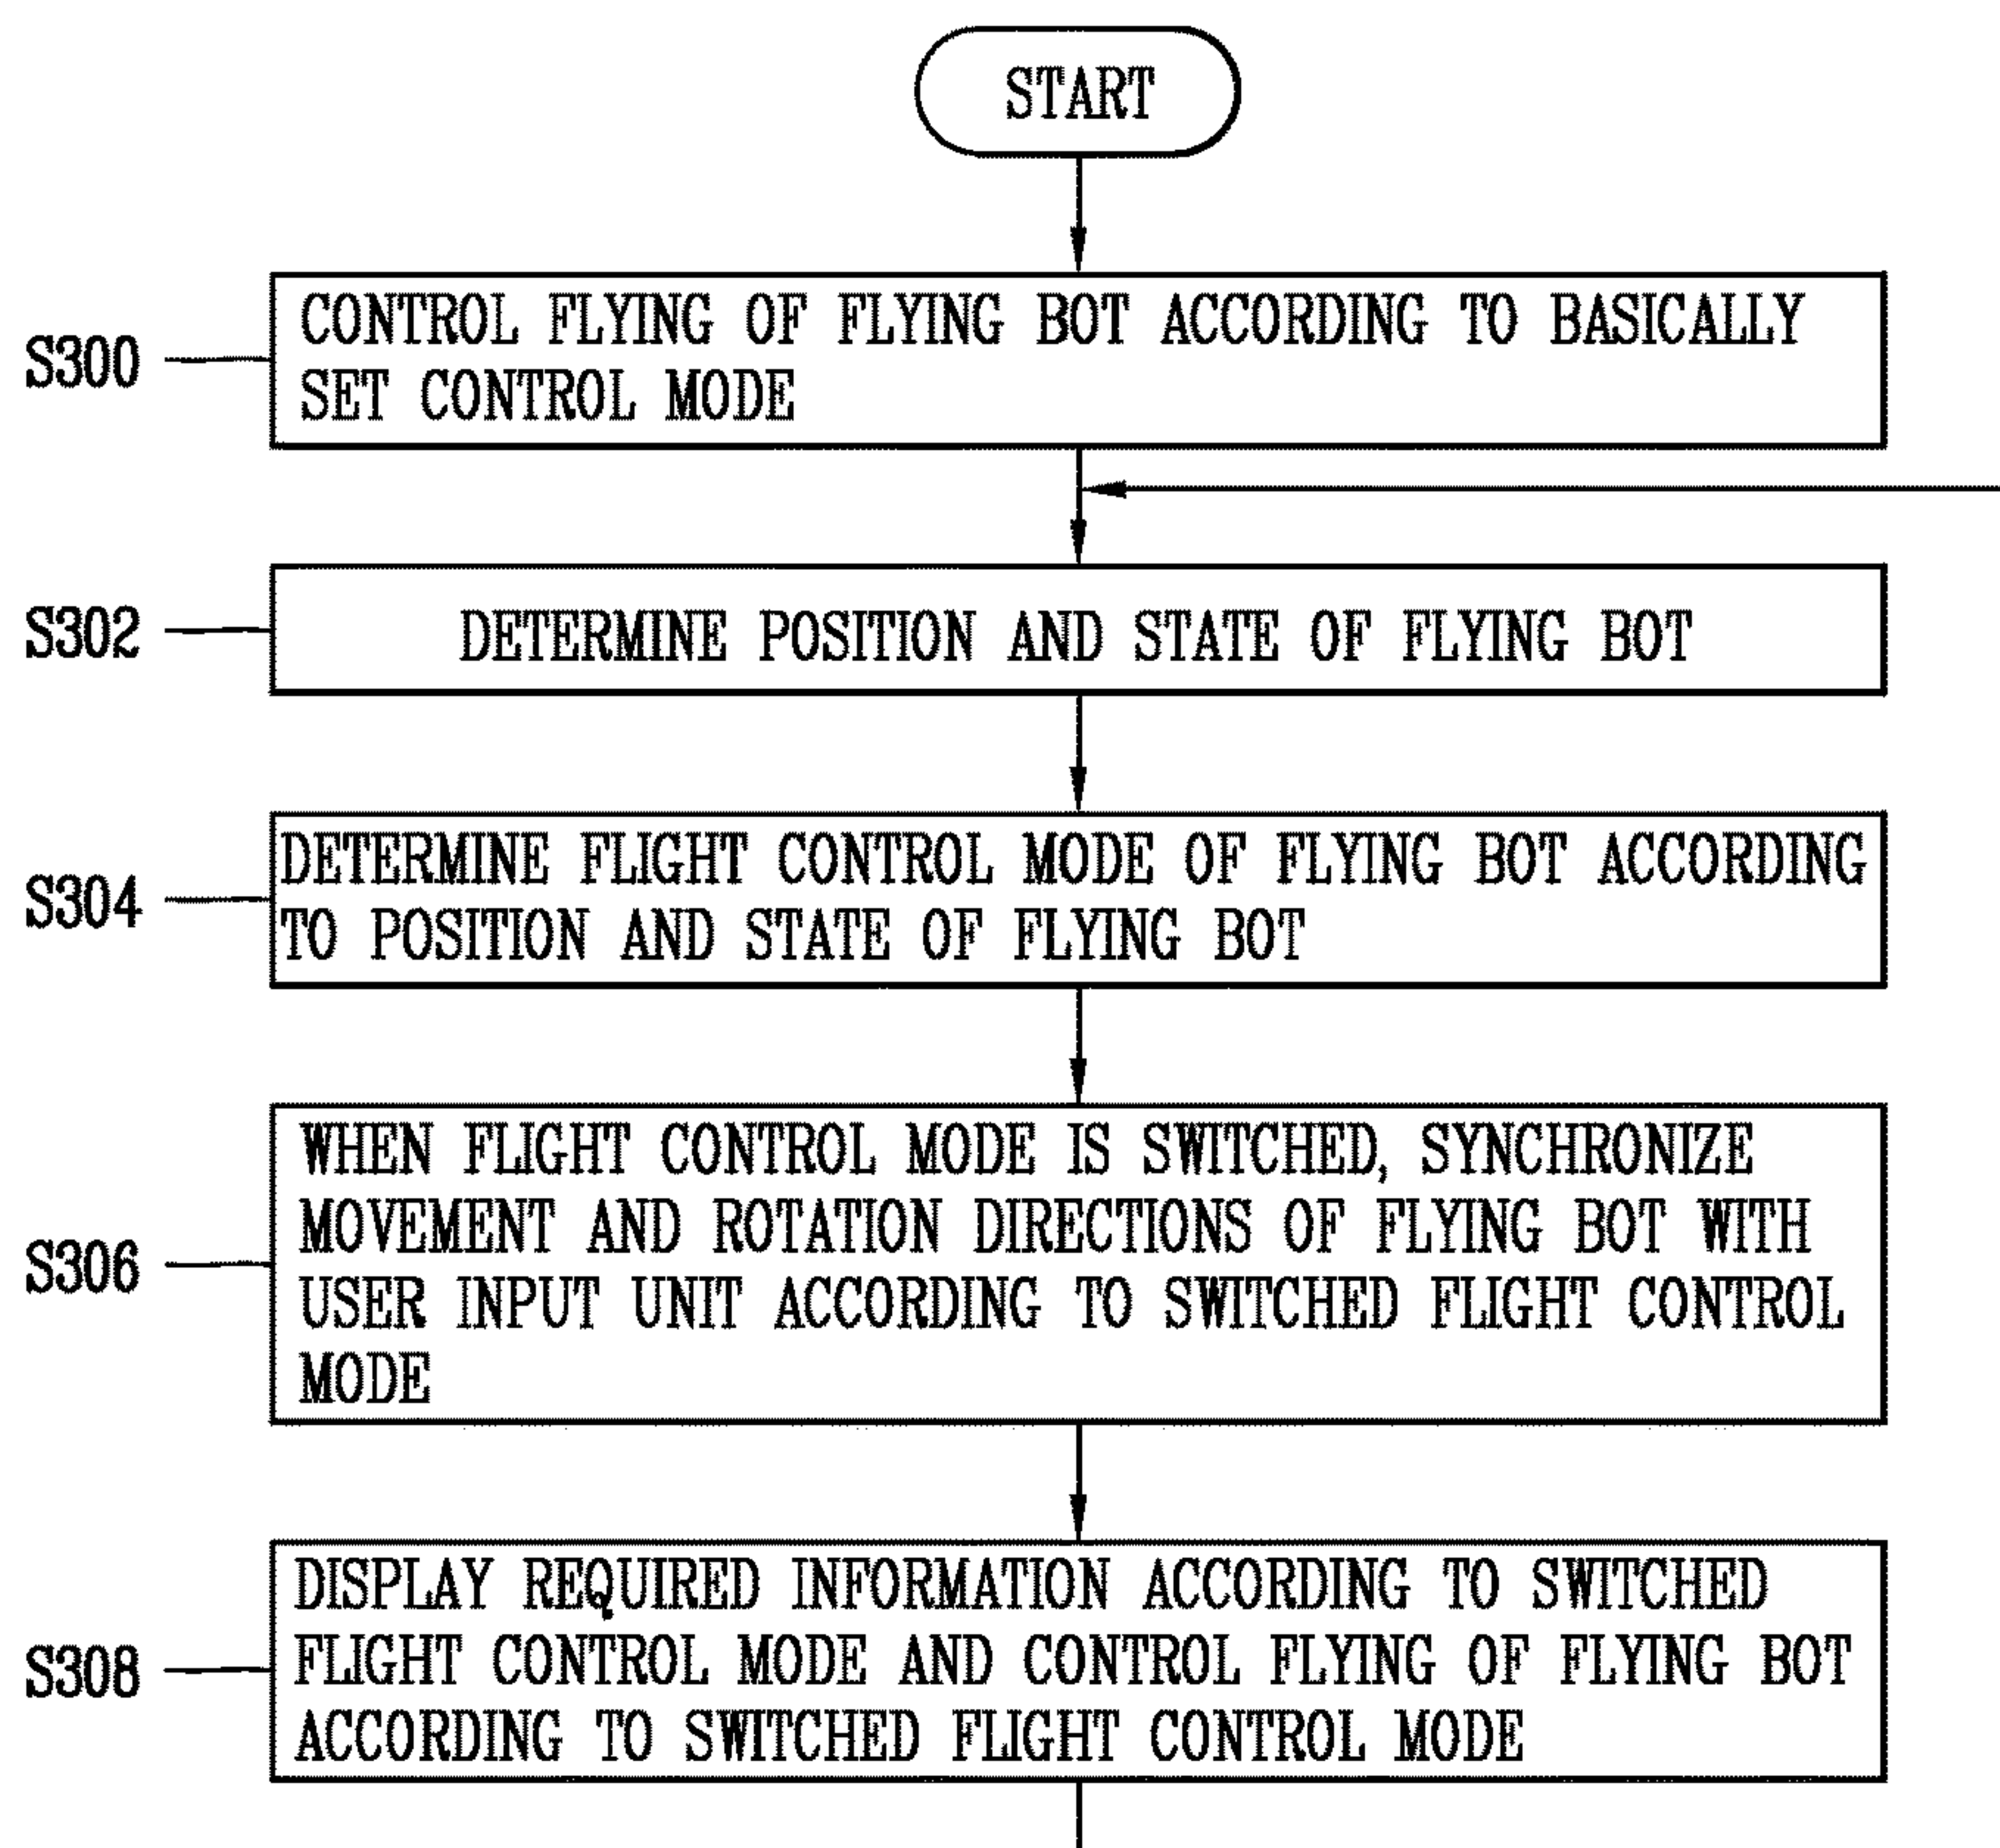 START
S300
CONTROL FLYING OF FLYING BOT ACCORDING TO BASICALLY
SET CONTROL MODE
S302
DETERMINE POSITION AND STATE OF FLYING BOT
S304
DETERMINE FLIGHT CONTROL MODE OF FLYING BOT ACCORDING
TO POSITION AND STATE OF FLYING BOT
S306
WHEN FLIGHT CONTROL MODE IS SWITCHED, SYNCHRONIZE
MOVEMENT AND ROTATION DIRECTIONS OF FLYING BOT WITH
USER INPUT UNIT ACCORDING TO SWITCHED FLIGHT CONTROL
MODE
S308
DISPLAY REQUIRED INFORMATION ACCORDING TO SWITCHED
FLIGHT CONTROL MODE AND CONTROL FLYING OF FLYING BOT
ACCORDING TO SWITCHED FLIGHT CONTROL MODE